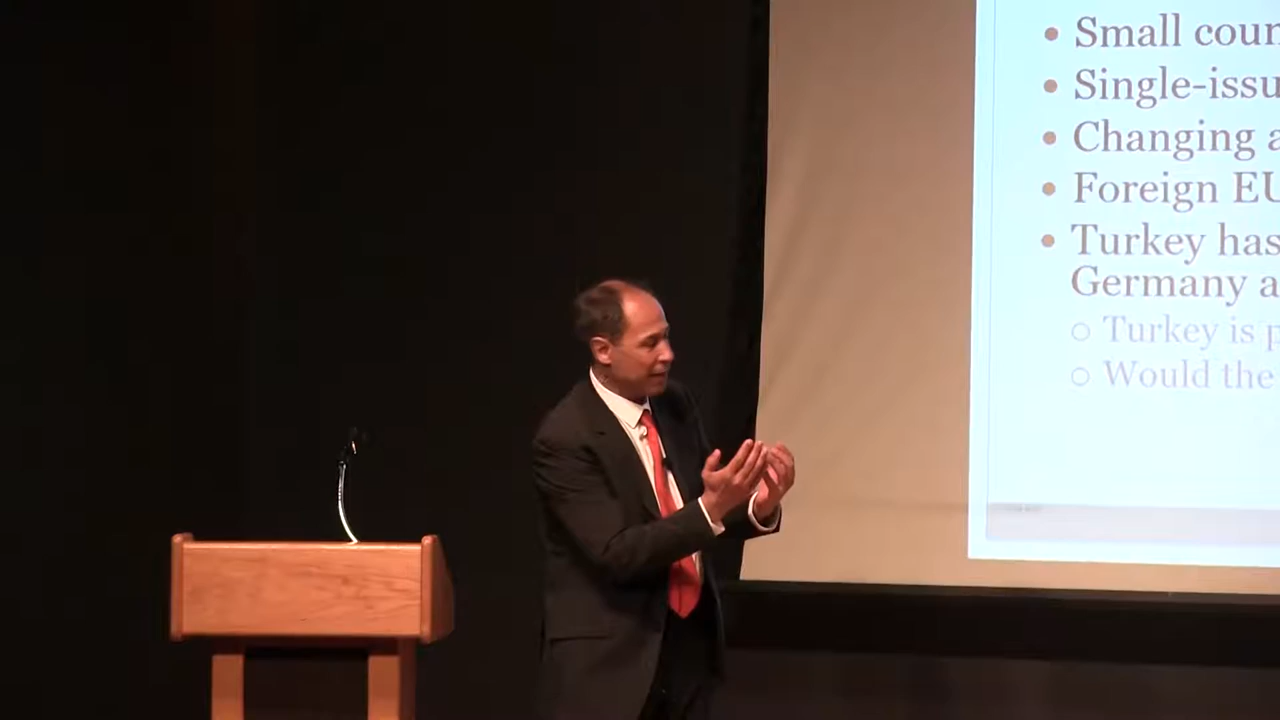 • Small coun
• Single-issu
• Changing a
• Foreign EU
• Turkey has
Germany a
○ Turkey is p
○ Would the